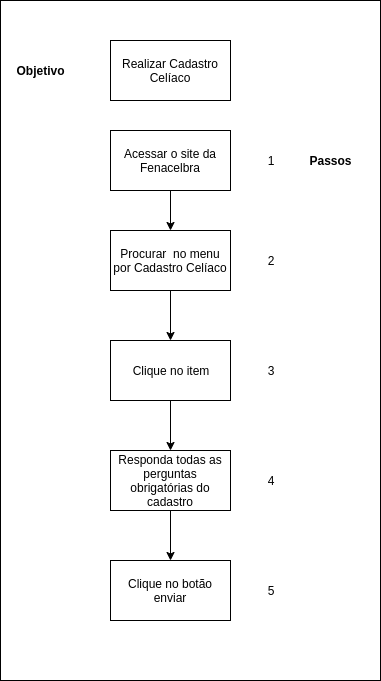 Objetivo
Realizar Cadastro
Celíaco
Acessar o site da
Fenacelbra
1
Passos
Procurar  no menu
por Cadastro Celíaco
2
Clique no item
3
Responda todas as
perguntas
obrigatórias do
cadastro
4
Clique no botão
enviar
5